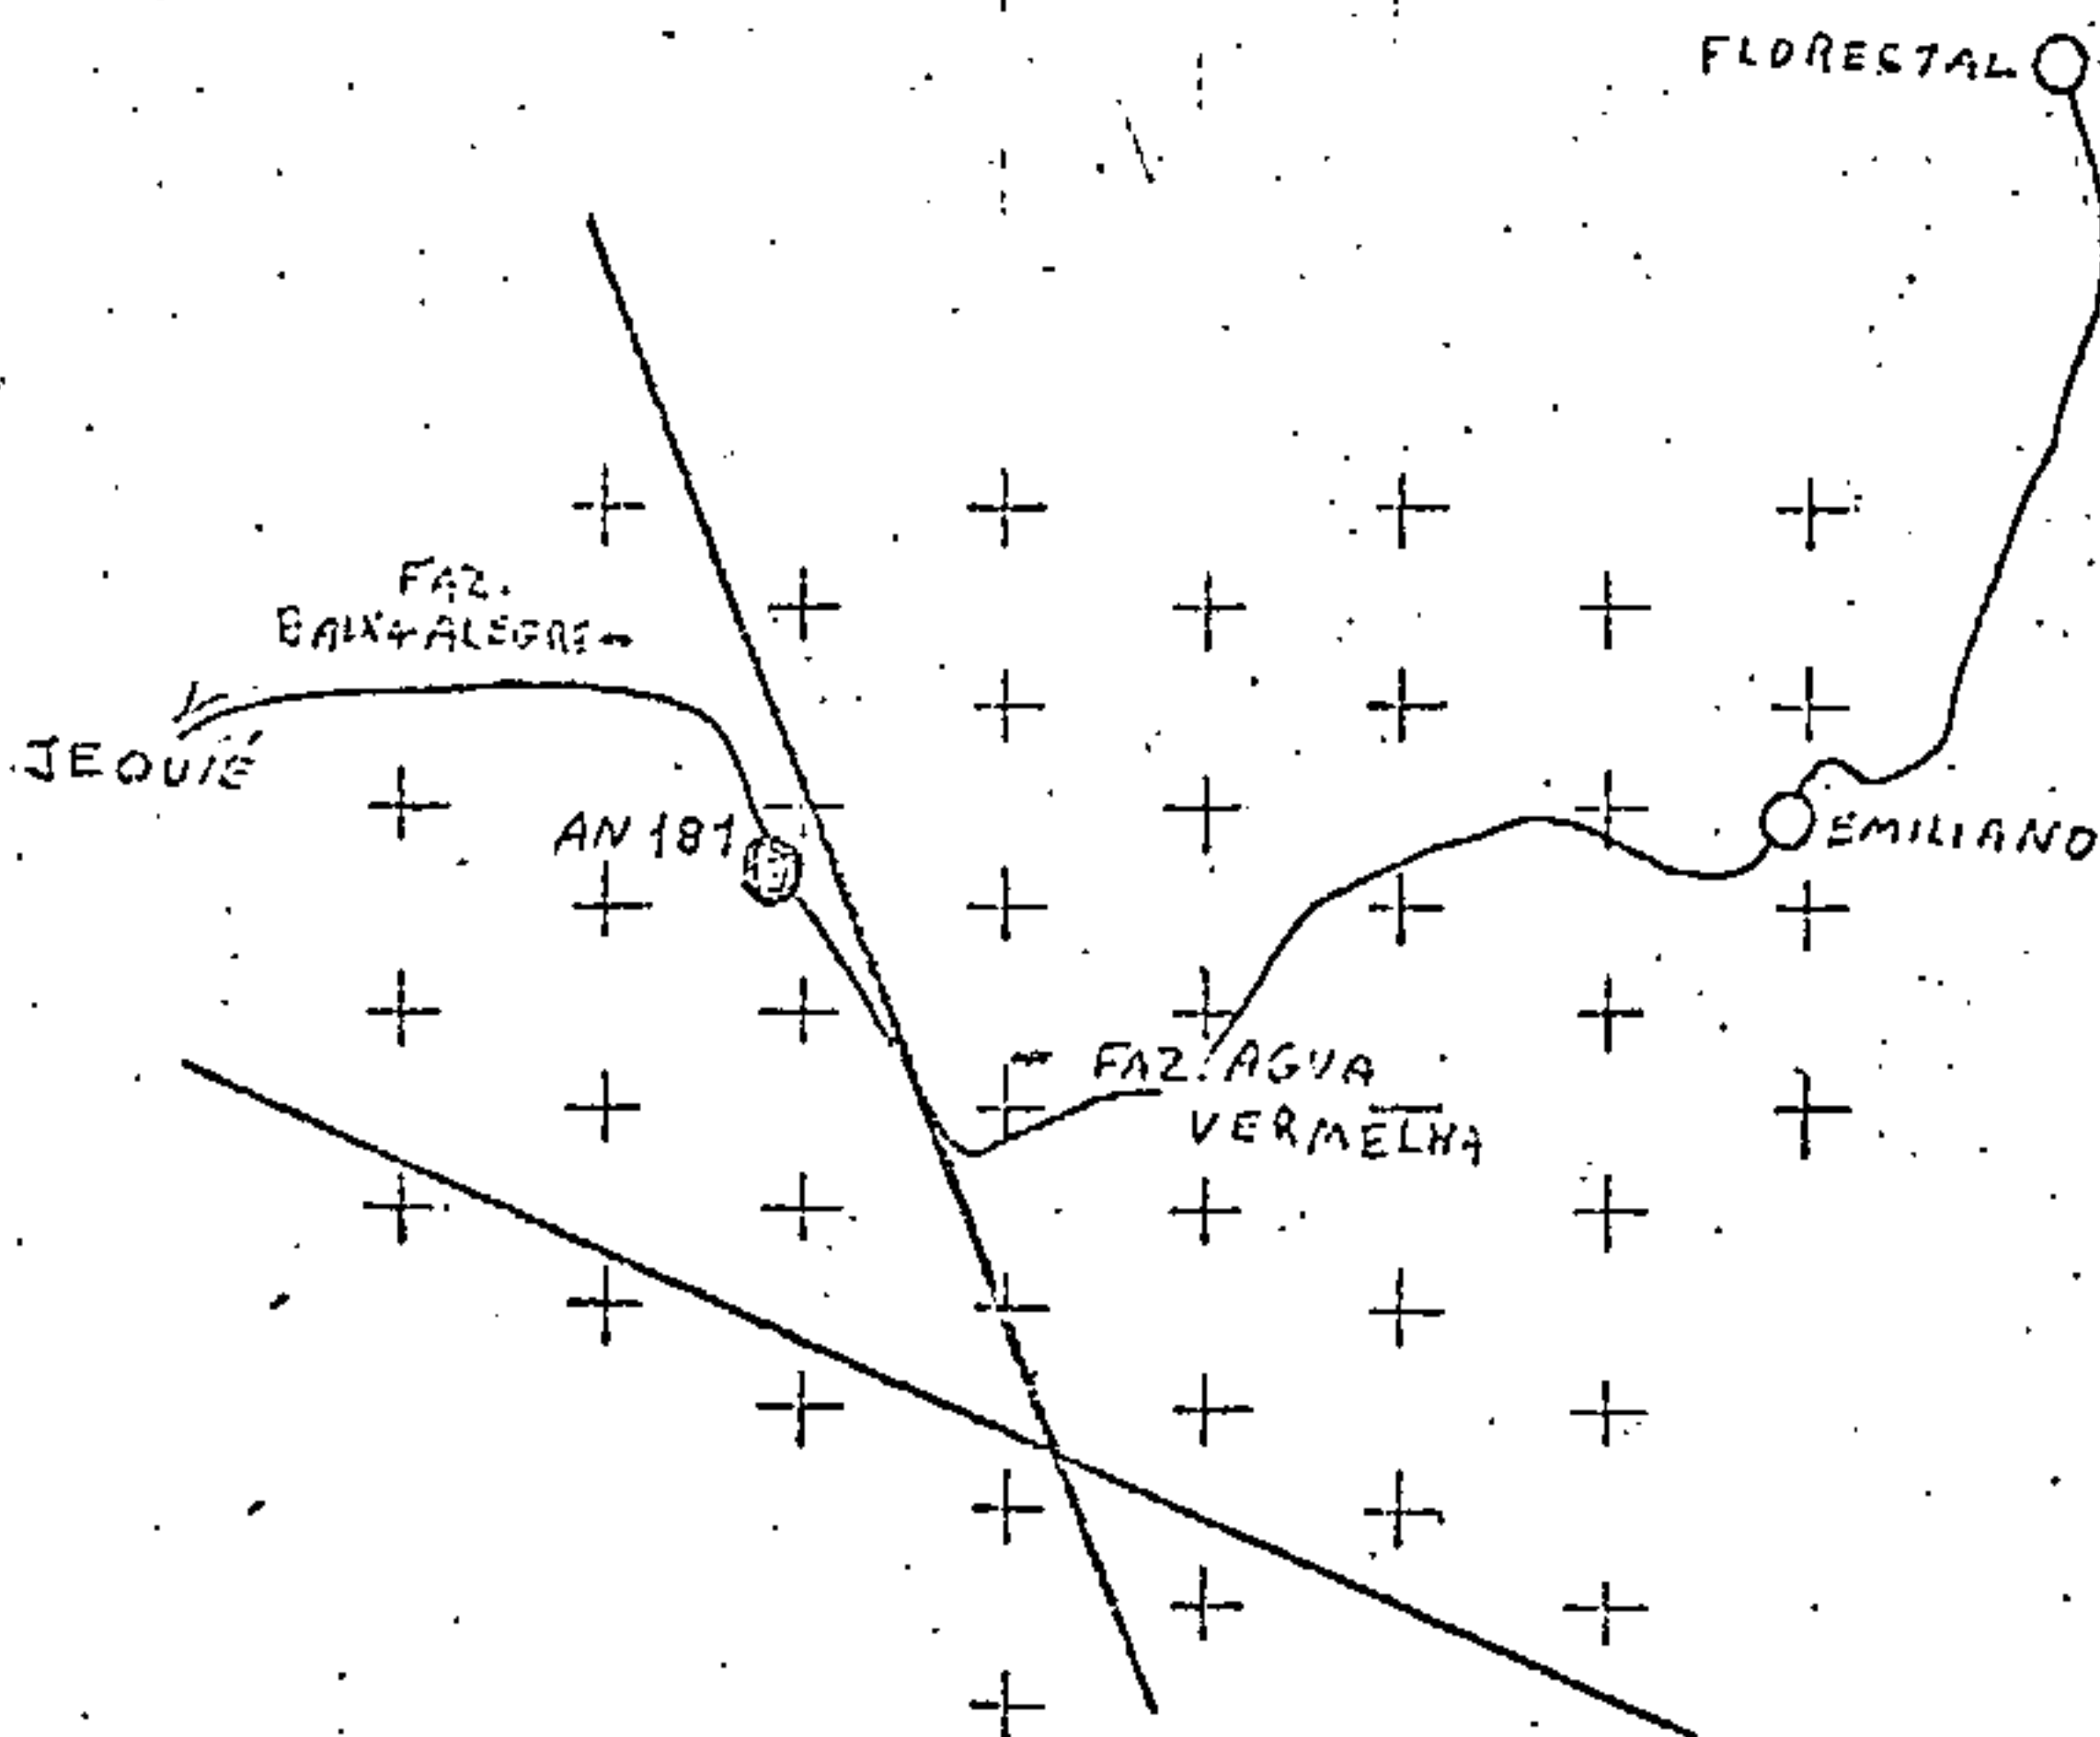 FLORESTAL
FAZ.
BAIXA ALEGRE
JEQUIÉ
AN 181
EMILIANO
FAZ. AGUA
VERMELHA